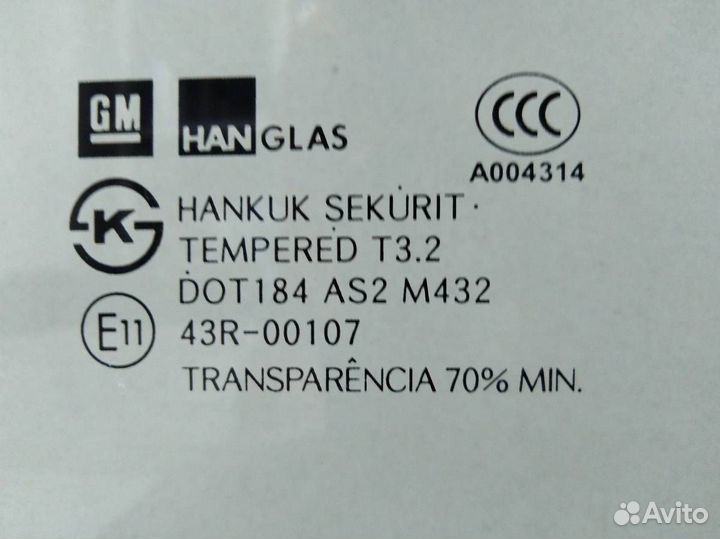 GM HANGLAS CCC
A004314
K HANKUK SEKURIT
TEMPERED T3.2
DOT184 AS2 M432
E11 43R-00107
TRANSPARÊNCIA 70% MIN.
Avito